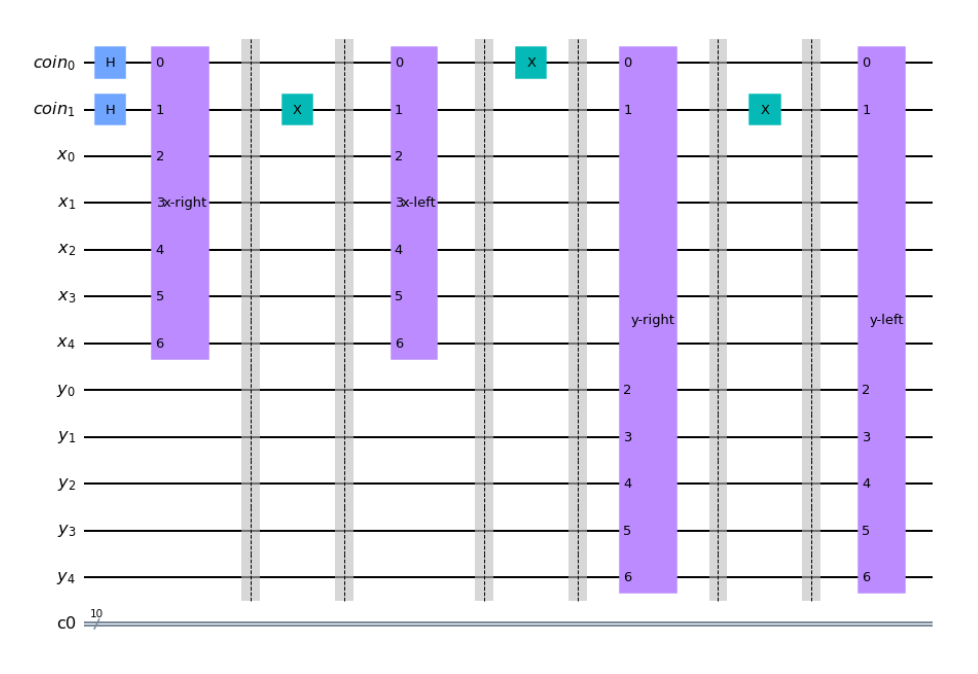 coin0 H 0 0 X 0 0
coin1 H 1 X 1 1 X 1
x0 2 2
x1 3x-right 3x-left
x2 4 4
x3 5 5
y-right y-left
x4 6 6
y0 2 2
y1 3 3
y2 4 4
y3 5 5
y4 6 6
10
c0